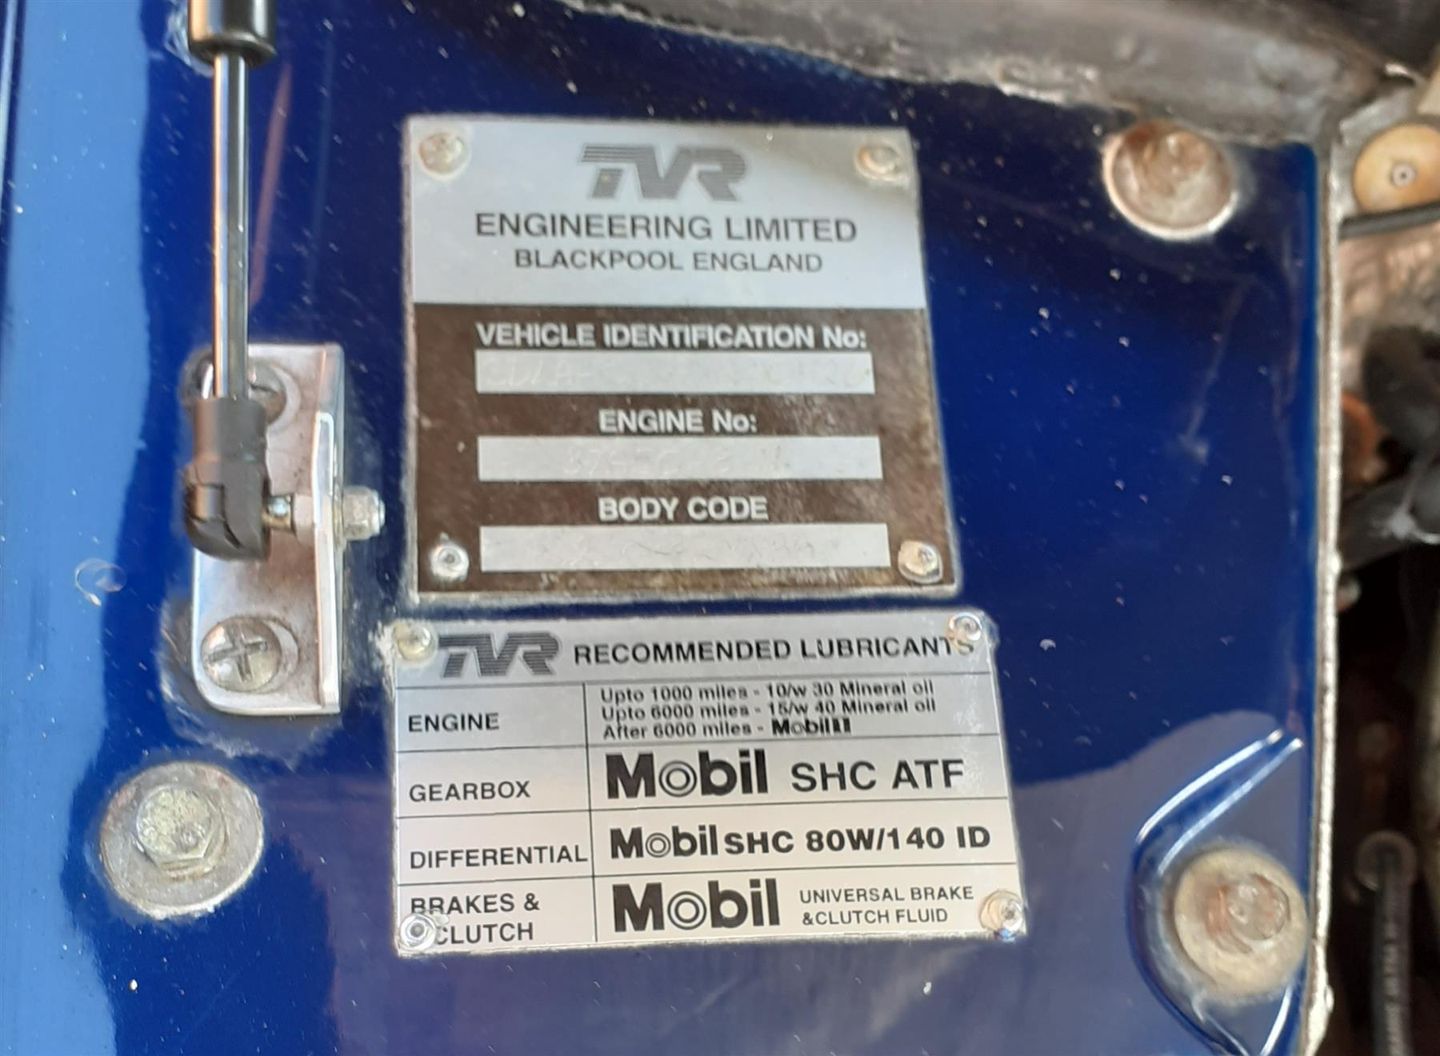 TVR
ENGINEERING LIMITED
BLACKPOOL ENGLAND
VEHICLE IDENTIFICATION No:
ENGINE No:
BODY CODE
TVR RECOMMENDED LUBRICANTS
ENGINE
Upto 1000 miles - 10/w 30 Mineral oil
Upto 6000 miles - 15/w 40 Mineral oil
After 6000 miles - Mobil 1
GEARBOX Mobil SHC ATF
DIFFERENTIAL Mobil SHC 80W/140 ID
BRAKES & CLUTCH Mobil UNIVERSAL BRAKE
&CLUTCH FLUID